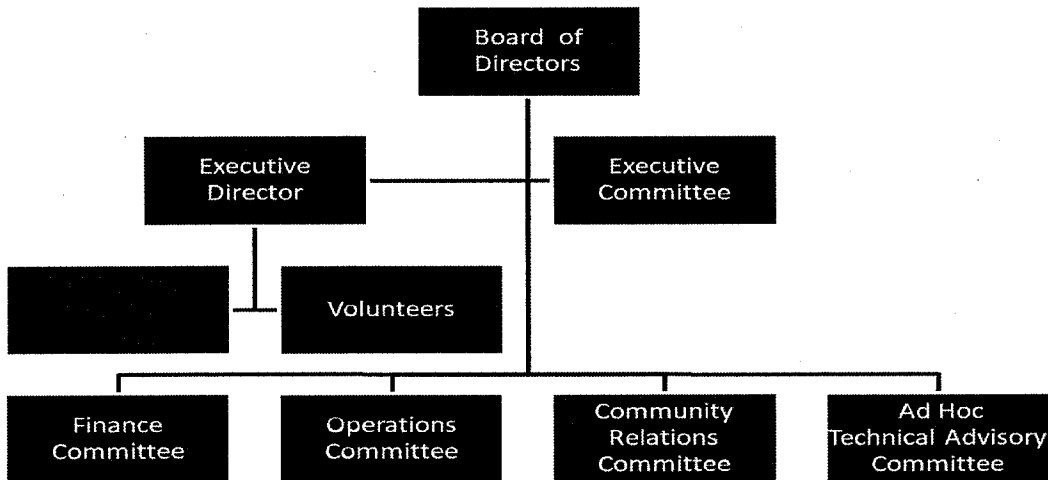 Board of
Directors
Executive
Director
Executive
Committee
Volunteers
Finance
Committee
Operations
Committee
Community
Relations
Committee
Ad Hoc
Technical Advisory
Committee